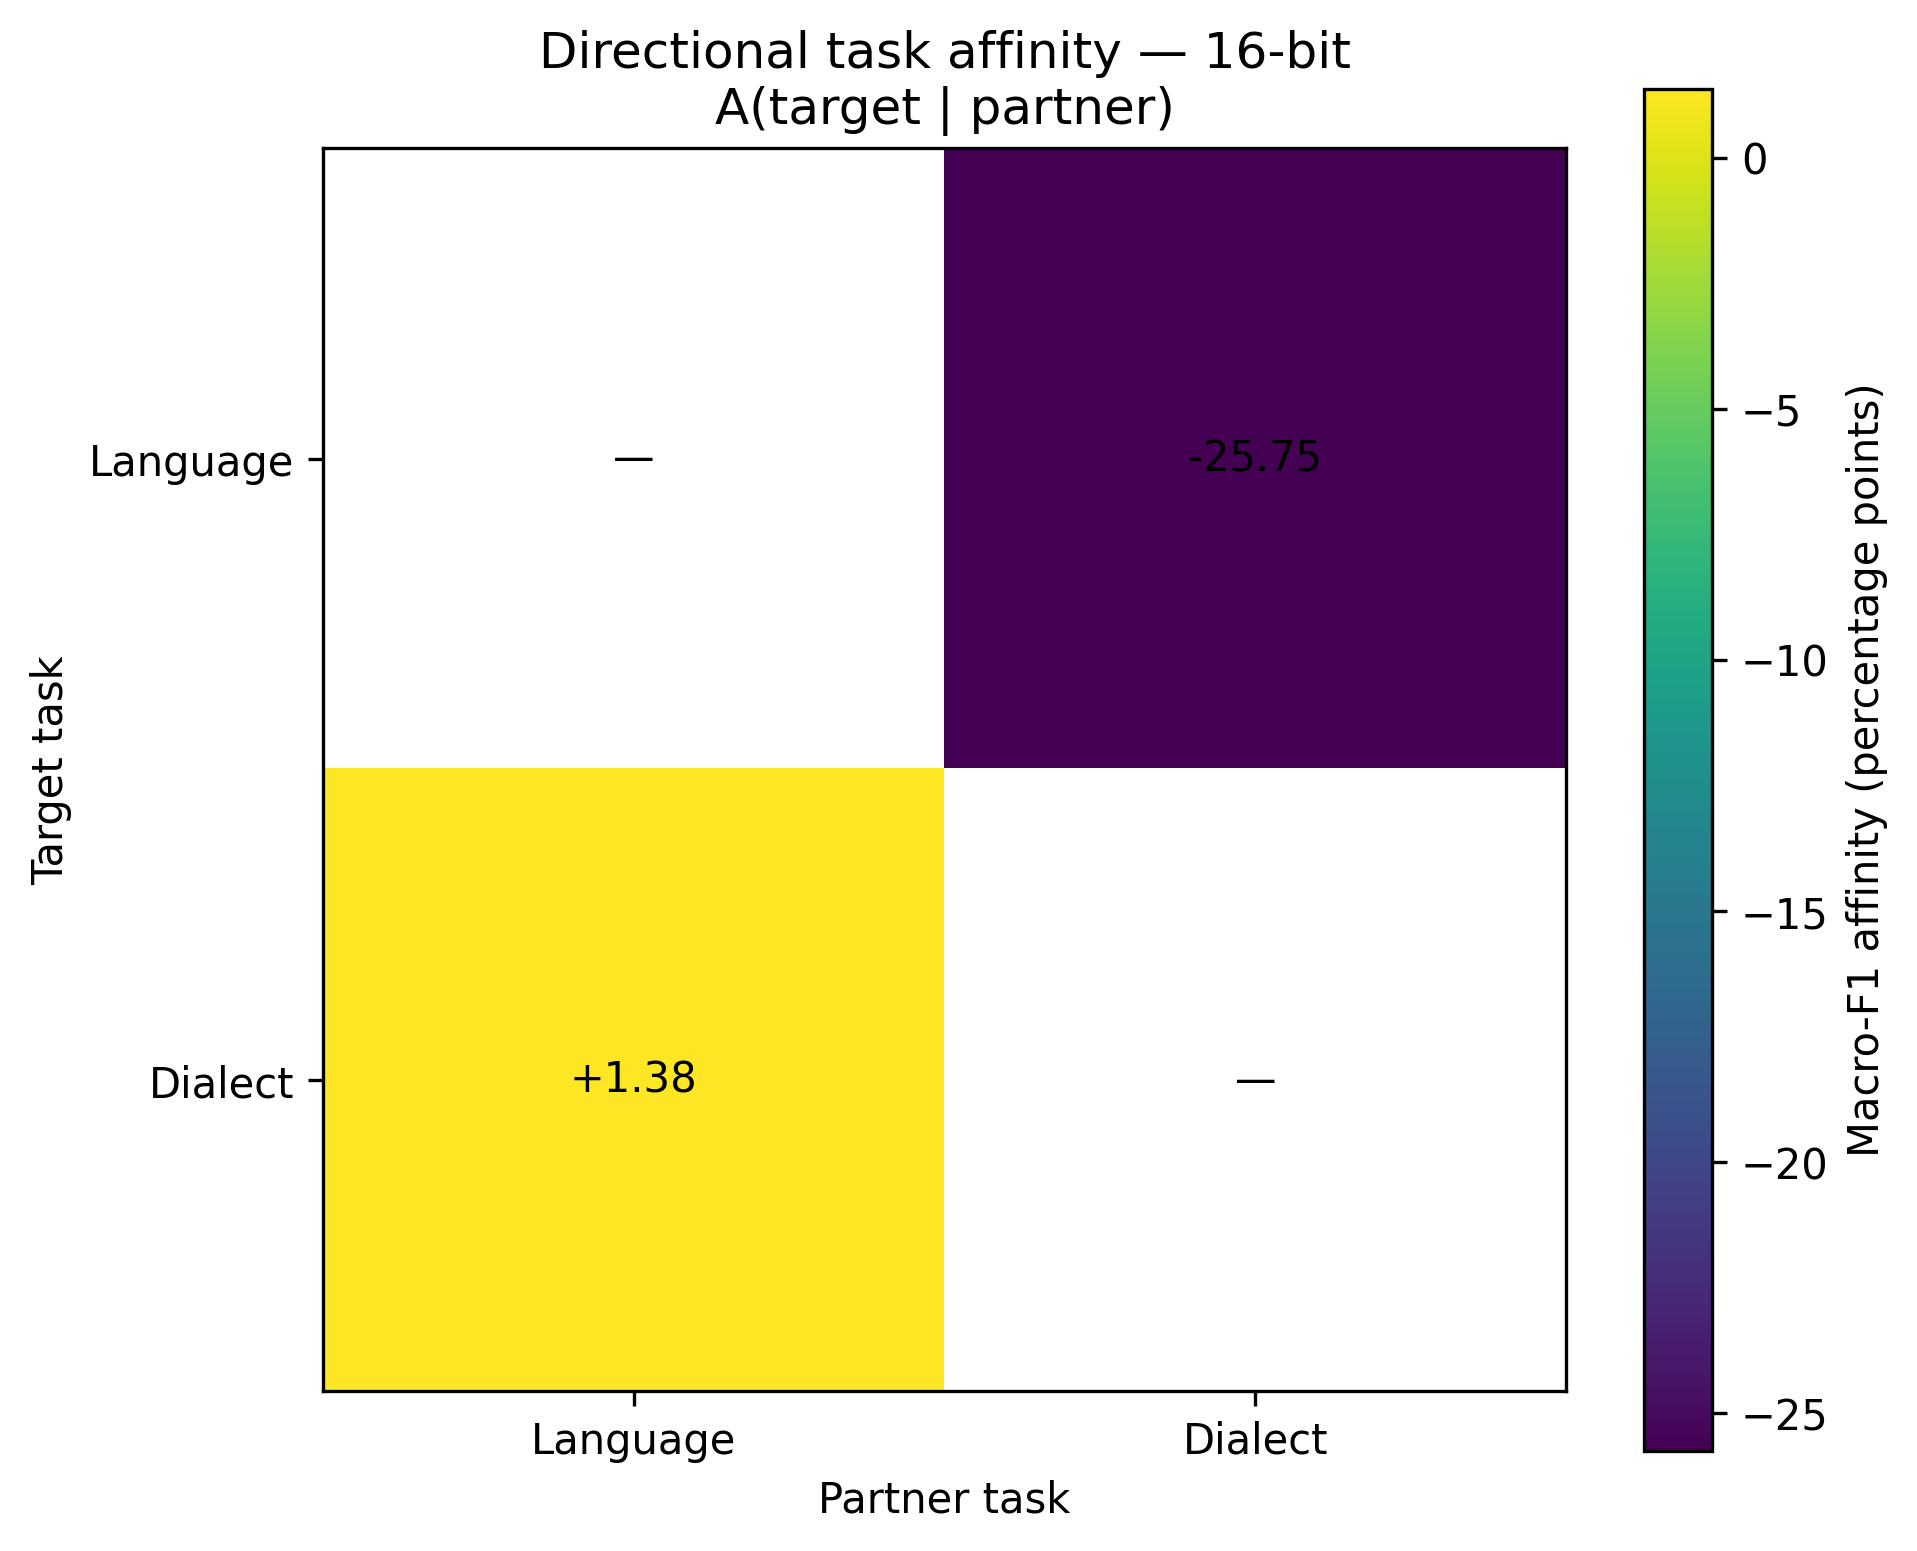 Directional task affinity — 16-bit
A(target | partner)
Target task
Language
Dialect
—
-25.75
+1.38
—
Language
Dialect
Partner task
0
−5
−10
−15
−20
−25
Macro-F1 affinity (percentage points)